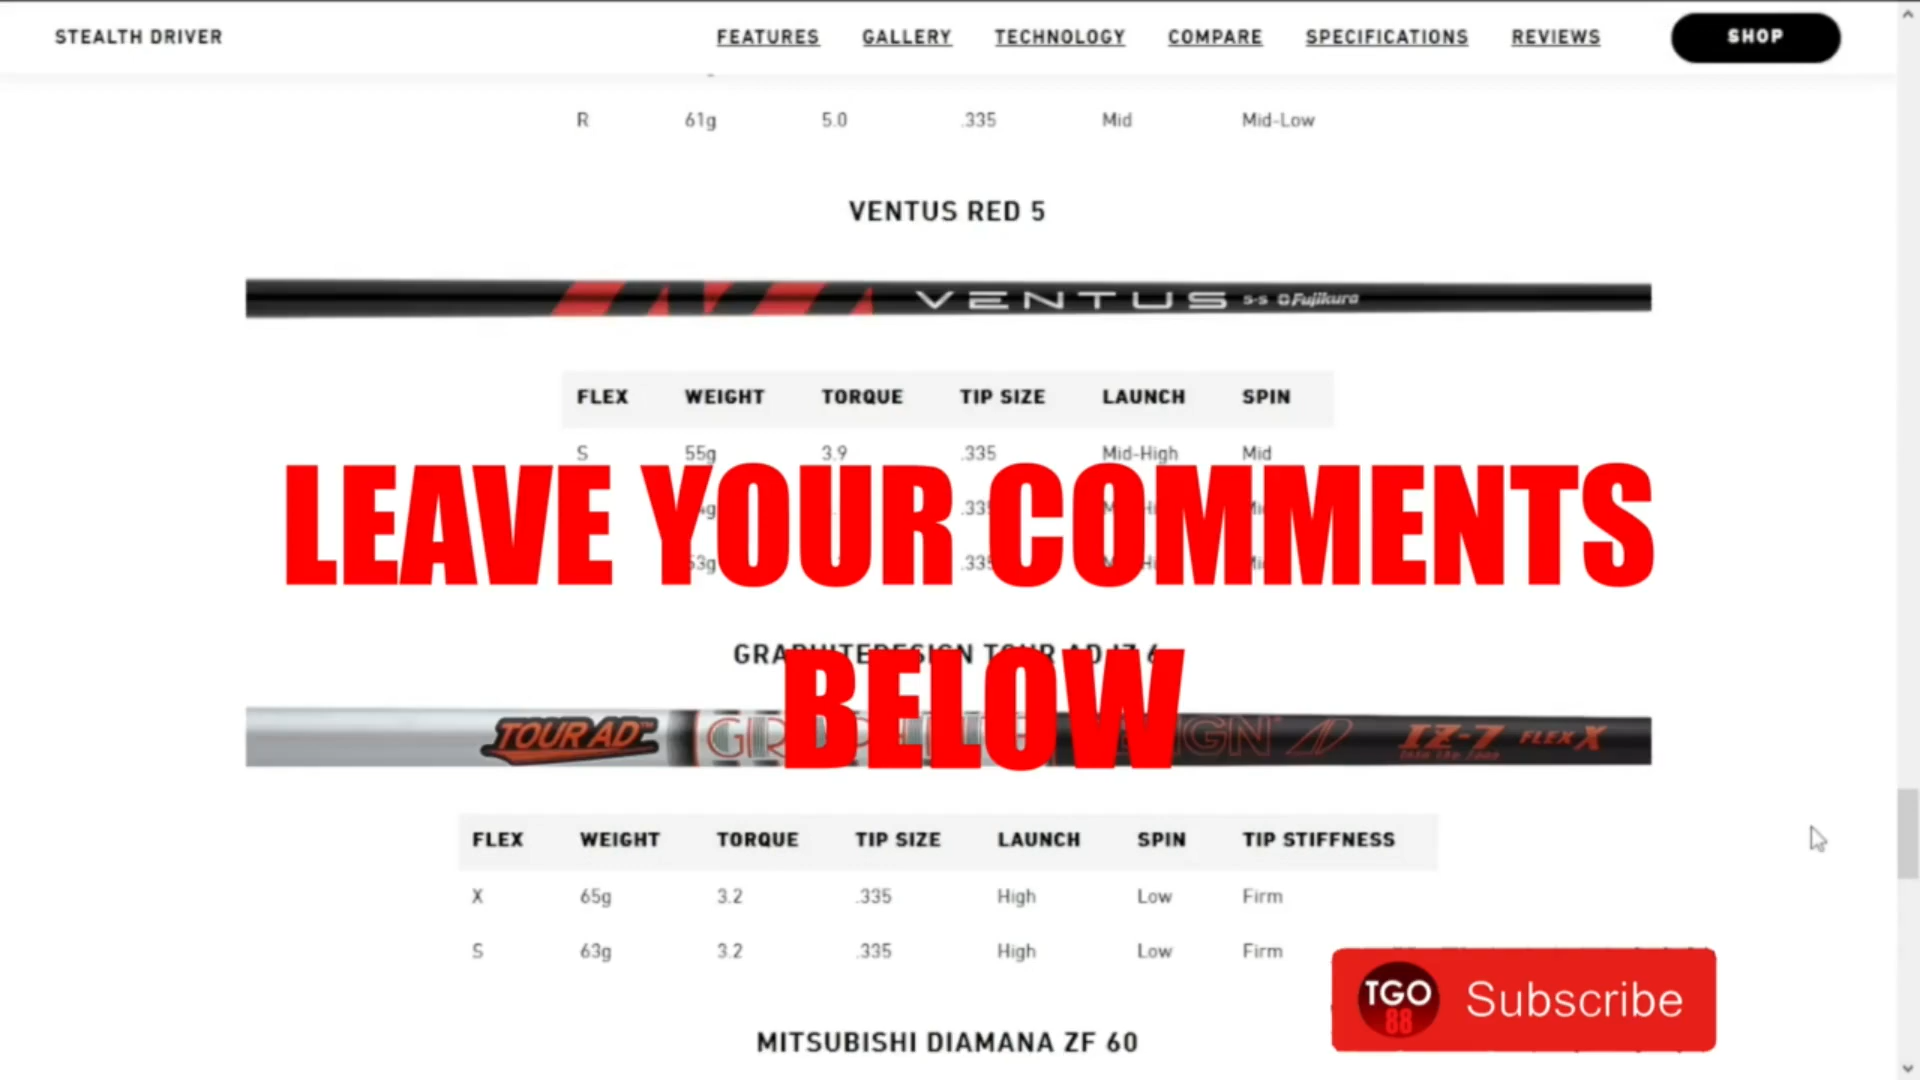 STEALTH DRIVER FEATURES GALLERY TECHNOLOGY COMPARE SPECIFICATIONS REVIEWS SHOP
R 61g 5.0 .335 Mid Mid-Low
VENTUS RED 5
VENTUS 5-S Fujikura
FLEX WEIGHT TORQUE TIP SIZE LAUNCH SPIN
S 55g 3.9 .335 Mid-High Mid
LEAVE YOUR COMMENTS
BELOW
TOUR AD IZ-7 FLEX X
FLEX WEIGHT TORQUE TIP SIZE LAUNCH SPIN TIP STIFFNESS
X 65g 3.2 .335 High Low Firm
S 63g 3.2 .335 High Low Firm
TGO
88
Subscribe
MITSUBISHI DIAMANA ZF 60